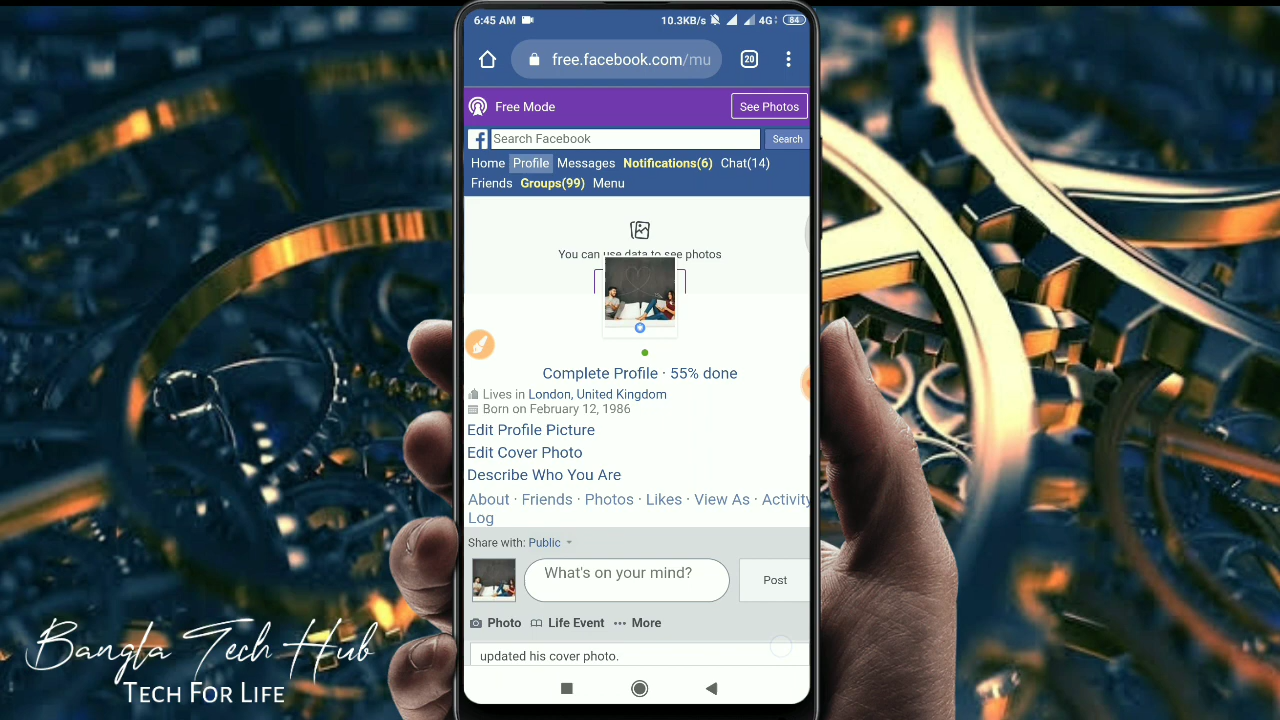 6:45 AM 10.3KB/s 4G 84
free.facebook.com/mu 20
Free Mode See Photos
Search Facebook Search
Home Profile Messages Notifications(6) Chat(14)
Friends Groups(99) Menu
You can use data to see photos
Complete Profile · 55% done
Lives in London, United Kingdom
Born on February 12, 1986
Edit Profile Picture
Edit Cover Photo
Describe Who You Are
About · Friends · Photos · Likes · View As · Activity
Log
Share with: Public
What's on your mind? Post
Photo Life Event ••• More
updated his cover photo.
Bangla Tech Hub
TECH FOR LIFE